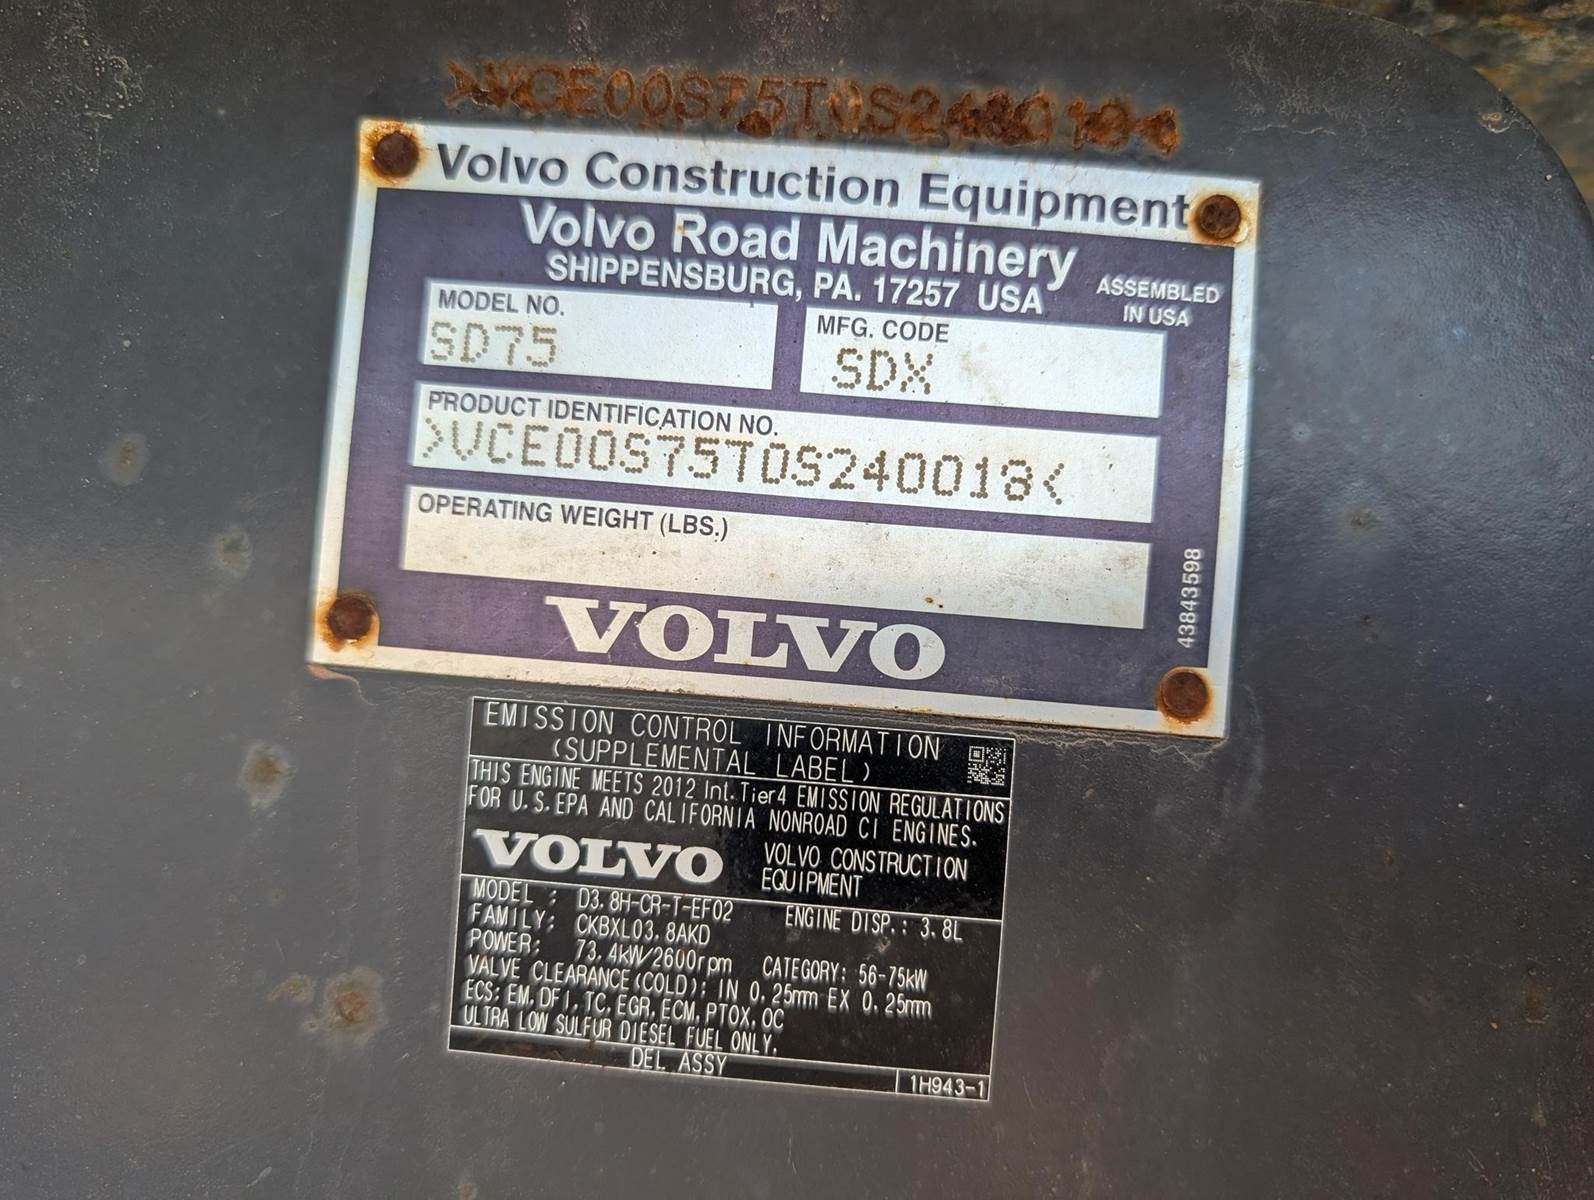 Volvo Construction Equipment
Volvo Road Machinery
SHIPPENSBURG, PA. 17257 USA
ASSEMBLED
IN USA
MODEL NO.
SD75
MFG. CODE
SDX
PRODUCT IDENTIFICATION NO.
>VCE00S75T0S240018<
OPERATING WEIGHT (LBS.)
43843598
VOLVO
EMISSION CONTROL INFORMATION
(SUPPLEMENTAL LABEL)
THIS ENGINE MEETS 2012 Int. Tier4 EMISSION REGULATIONS
FOR U.S.EPA AND CALIFORNIA NONROAD CI ENGINES.
VOLVO
VOLVO CONSTRUCTION
EQUIPMENT
MODEL : D3.8H-CR-T-EF02 ENGINE DISP.: 3.8L
FAMILY: CKBXL03.8AKD
POWER: 73.4kW/2600rpm CATEGORY: 56-75kW
VALVE CLEARANCE(COLD): IN 0.25mm EX 0.25mm
ECS: EM, DFI, TC, EGR, ECM, PTOX, OC
ULTRA LOW SULFUR DIESEL FUEL ONLY.
DEL ASSY
1H943-1